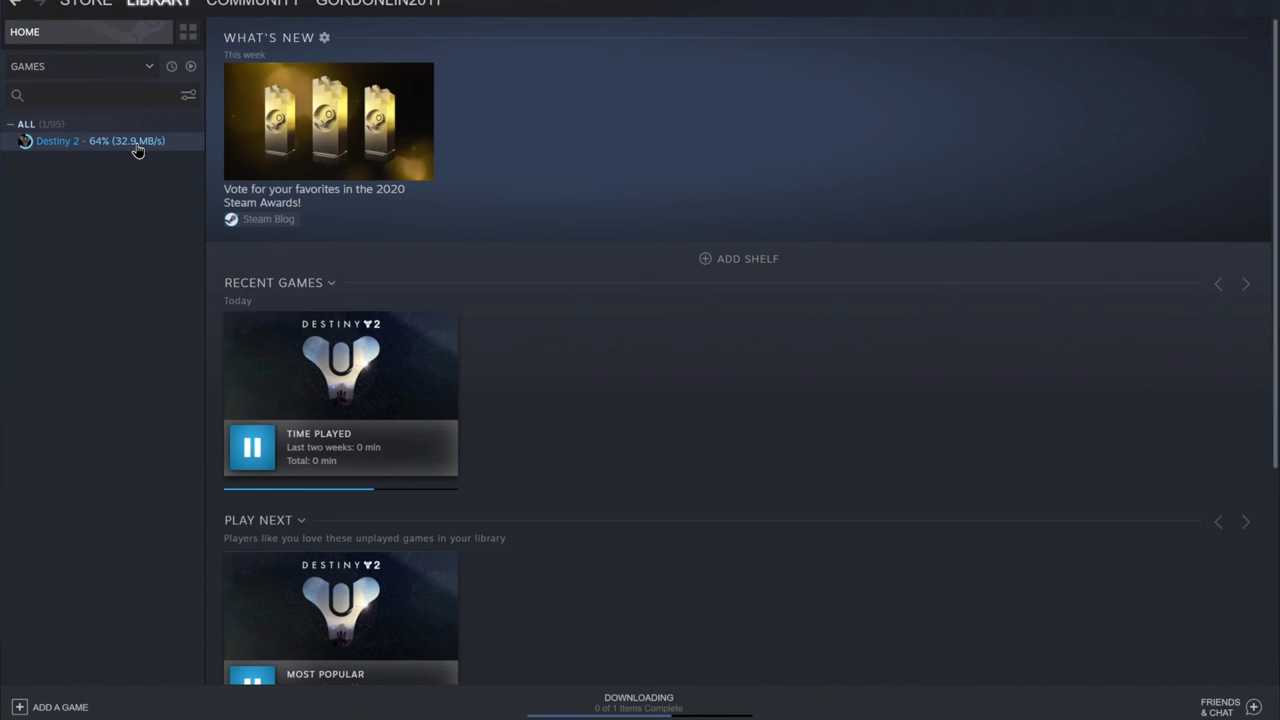 STORE LIBRARY COMMUNITY GORDONLIN2011
HOME
GAMES
ALL (1/95)
Destiny 2 - 64% (32.9 MB/s)
WHAT'S NEW
This week
Vote for your favorites in the 2020
Steam Awards!
Steam Blog
ADD SHELF
RECENT GAMES
Today
DESTINY 2
TIME PLAYED
Last two weeks: 0 min
Total: 0 min
PLAY NEXT
Players like you love these unplayed games in your library
DESTINY 2
MOST POPULAR
ADD A GAME
DOWNLOADING
0 of 1 Items Complete
FRIENDS
& CHAT